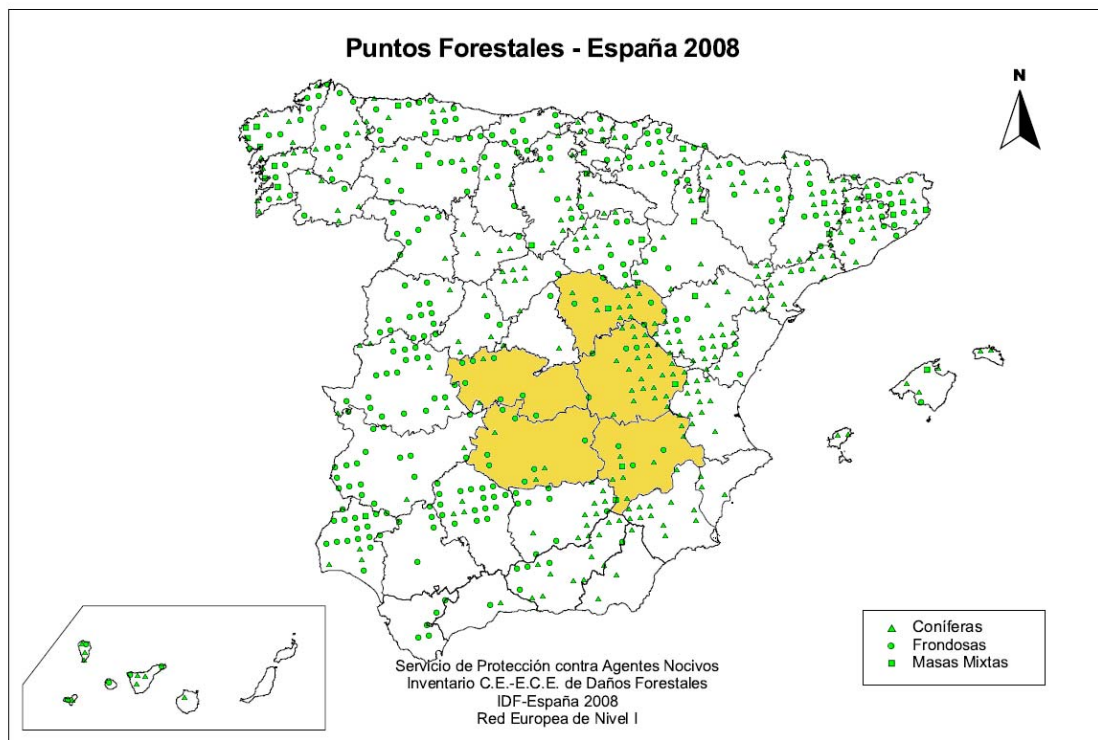 Puntos Forestales - España 2008
N
Coníferas
Frondosas
Masas Mixtas
Servicio de Protección contra Agentes Nocivos
Inventario C.E.-E.C.E. de Daños Forestales
IDF-España 2008
Red Europea de Nivel I